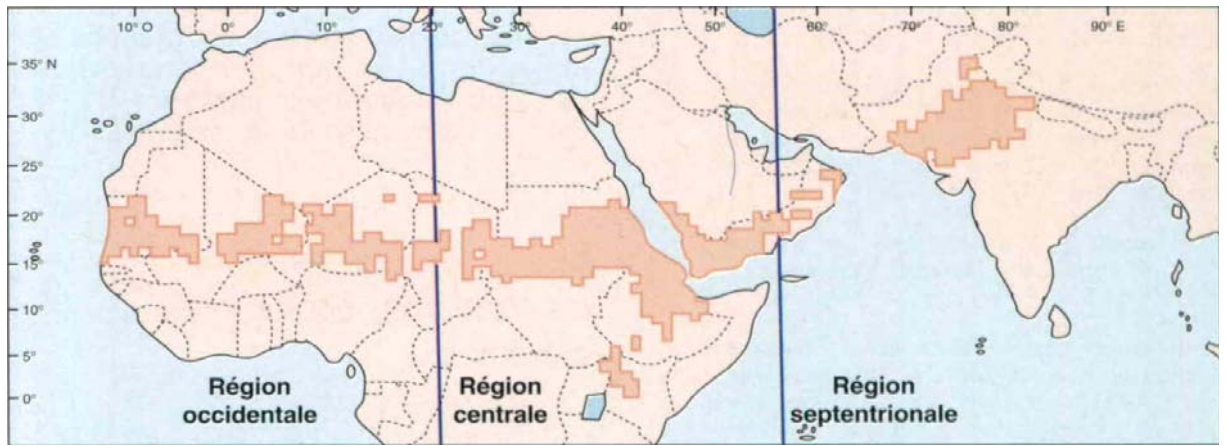 10° O 0° 10° 20° 30° 40° 50° 60° 70° 80° 90° E
35° N
30°
25°
20°
15°
10°
5°
0°
Région occidentale
Région centrale
Région septentrionale